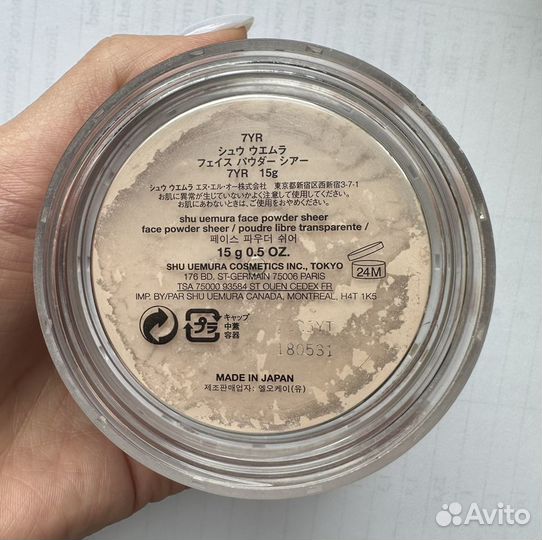 7YR
シュウ ウエムラ
フェイス パウダー シアー
7YR 15g
シュウ ウエムラ エヌ・エル・オー株式会社 東京都新宿区西新宿3-7-1
お肌に異常が生じていないかよく注意して使用してください。
お肌にあわないときは、ご使用をおやめください。
shu uemura face powder sheer
face powder sheer / poudre libre transparente /
페이스 파우더 쉬어
15 g 0.5 OZ.
SHU UEMURA COSMETICS INC., TOKYO
176 BD. ST-GERMAIN 75006 PARIS
TSA 75000 93584 ST OUEN CEDEX FR
IMP. BY/PAR SHU UEMURA CANADA, MONTREAL, H4T 1K5
24M
プラ
キャップ
中蓋
容器
180531
MADE IN JAPAN
제조판매업자: 엘오케이(유)
Avito